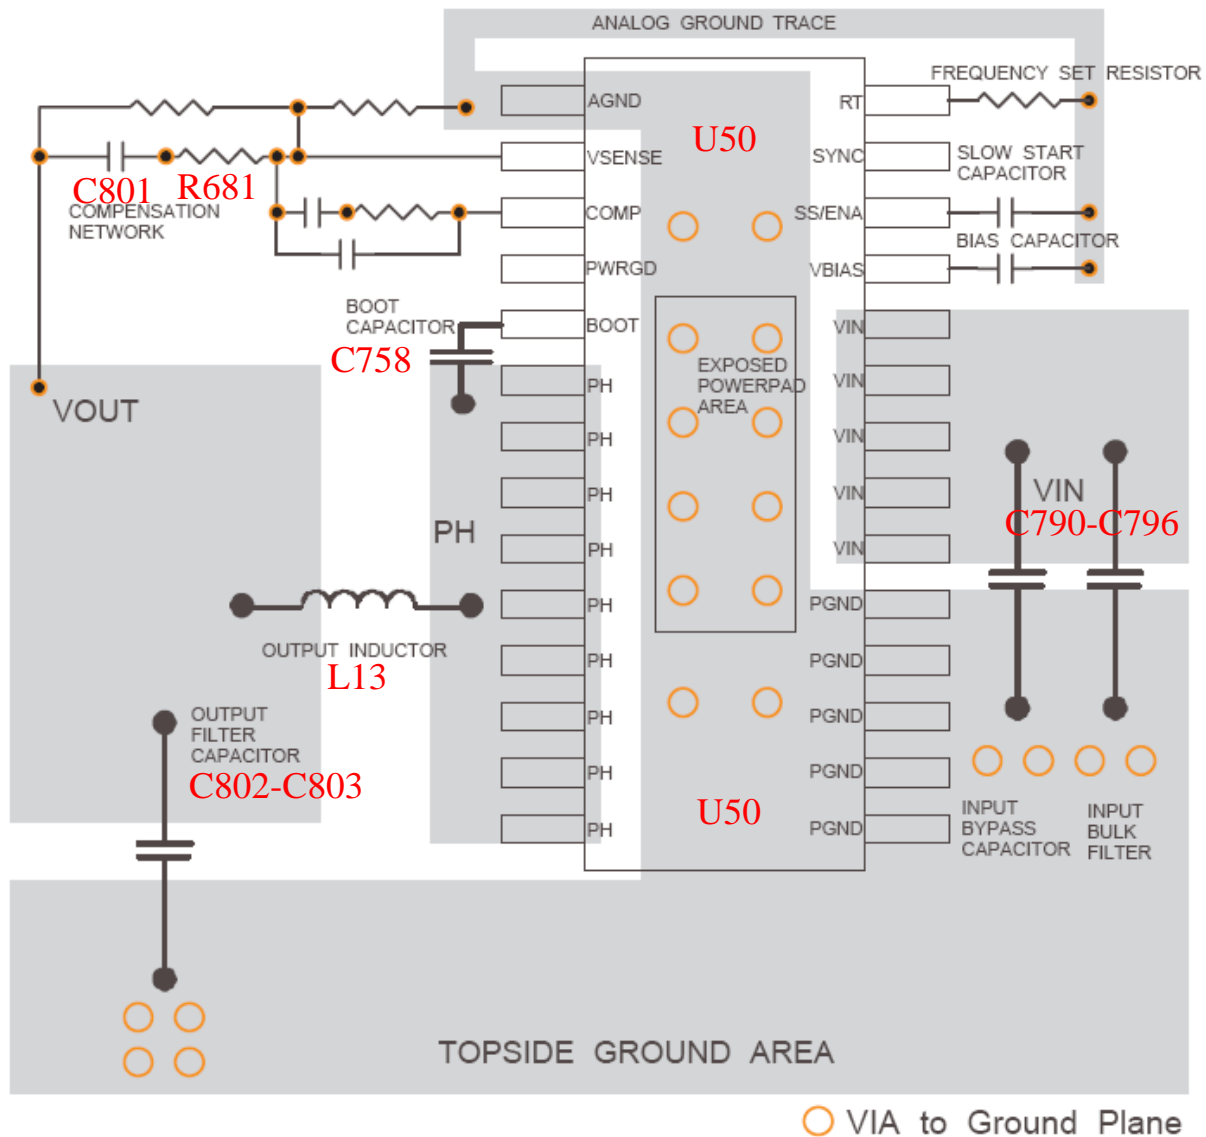 ANALOG GROUND TRACE
FREQUENCY SET RESISTOR
AGND
RT
U50
VSENSE
SYNC
SLOW START
CAPACITOR
C801 R681
COMPENSATION
NETWORK
COMP
SS/ENA
BIAS CAPACITOR
PWRGD
VBIAS
BOOT
CAPACITOR
C758
BOOT
VIN
EXPOSED
POWERPAD
AREA
PH
VIN
VOUT
PH
VIN
PH
VIN
VIN
C790-C796
PH
PH
VIN
PH
PGND
OUTPUT INDUCTOR
L13
PH
PGND
OUTPUT
FILTER
CAPACITOR
C802-C803
PH
PGND
PH
PGND
U50
PH
PGND
INPUT
BYPASS
CAPACITOR
INPUT
BULK
FILTER
TOPSIDE GROUND AREA
VIA to Ground Plane